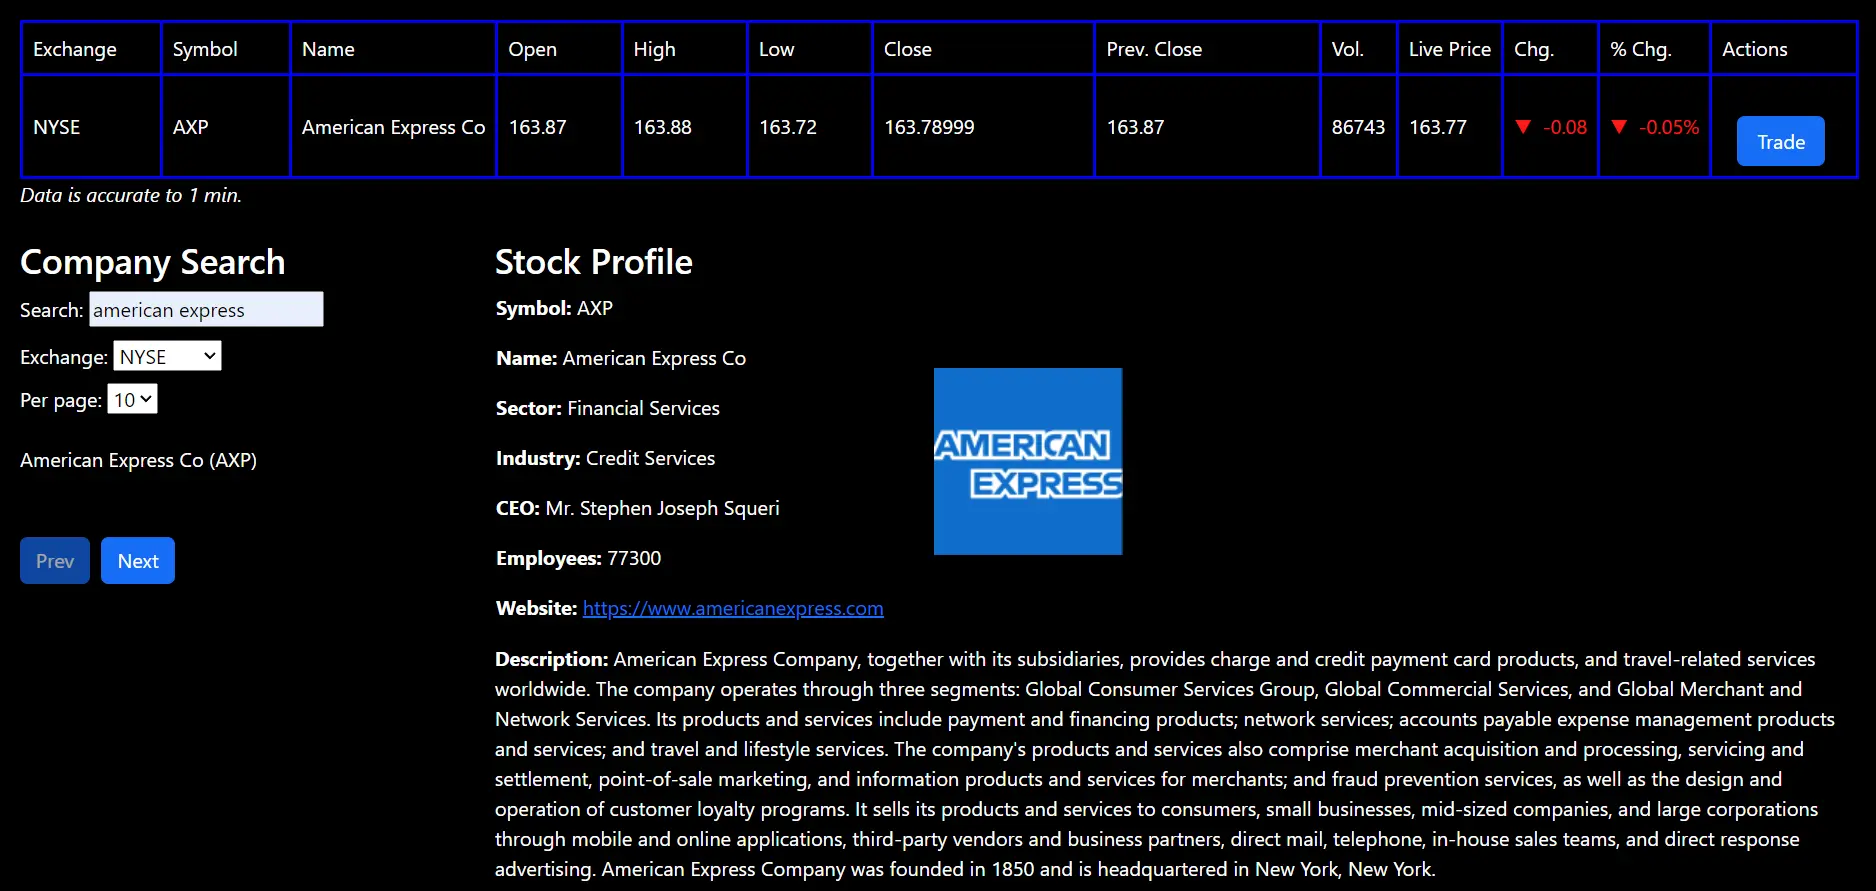 Exchange Symbol Name Open High Low Close Prev. Close Vol. Live Price Chg. % Chg. Actions
NYSE AXP American Express Co 163.87 163.88 163.72 163.78999 163.87 86743 163.77 ▼ -0.08 ▼ -0.05% Trade
Data is accurate to 1 min.
Company Search
Search: american express
Exchange: NYSE
Per page: 10
American Express Co (AXP)
Prev Next
Stock Profile
Symbol: AXP
Name: American Express Co
Sector: Financial Services
Industry: Credit Services
CEO: Mr. Stephen Joseph Squeri
Employees: 77300
Website: https://www.americanexpress.com
AMERICAN
EXPRESS
Description: American Express Company, together with its subsidiaries, provides charge and credit payment card products, and travel-related services
worldwide. The company operates through three segments: Global Consumer Services Group, Global Commercial Services, and Global Merchant and
Network Services. Its products and services include payment and financing products; network services; accounts payable expense management products
and services; and travel and lifestyle services. The company's products and services also comprise merchant acquisition and processing, servicing and
settlement, point-of-sale marketing, and information products and services for merchants; and fraud prevention services, as well as the design and
operation of customer loyalty programs. It sells its products and services to consumers, small businesses, mid-sized companies, and large corporations
through mobile and online applications, third-party vendors and business partners, direct mail, telephone, in-house sales teams, and direct response
advertising. American Express Company was founded in 1850 and is headquartered in New York, New York.